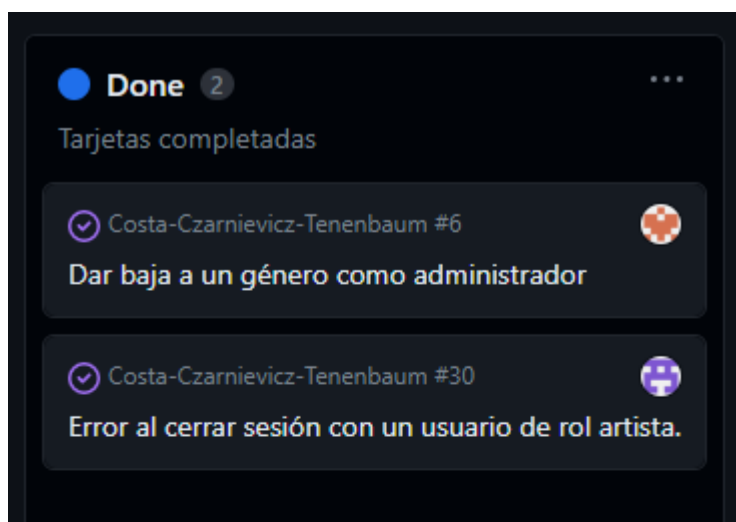 Done 2
Tarjetas completadas
Costa-Czarnievicz-Tenenbaum #6
Dar baja a un género como administrador
Costa-Czarnievicz-Tenenbaum #30
Error al cerrar sesión con un usuario de rol artista.